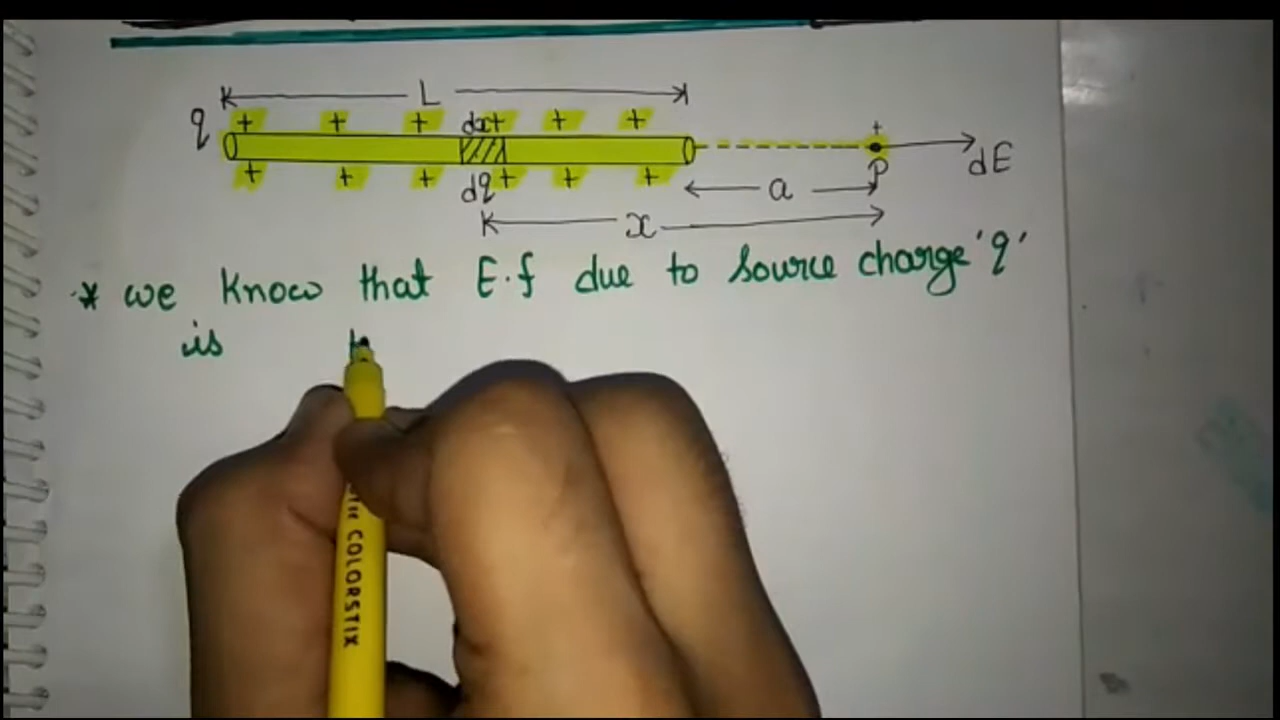 L
q + + + dx + + +
+
dE
+ + + dq + + + P
a
x
* we know that E.f due to source charge 'q'
is
COLORSTIX